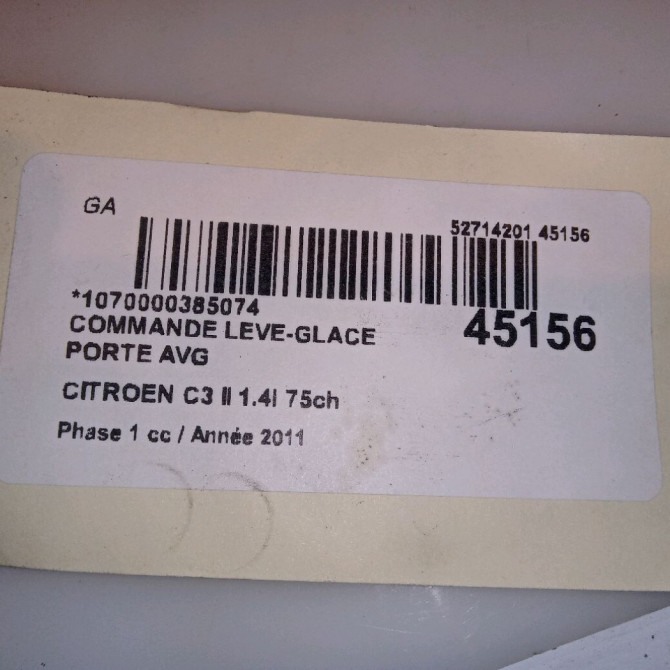 GA
52714201 45156
*1070000385074
45156
COMMANDE LEVE-GLACE
PORTE AVG
CITROEN C3 II 1.4I 75ch
Phase 1 cc / Année 2011